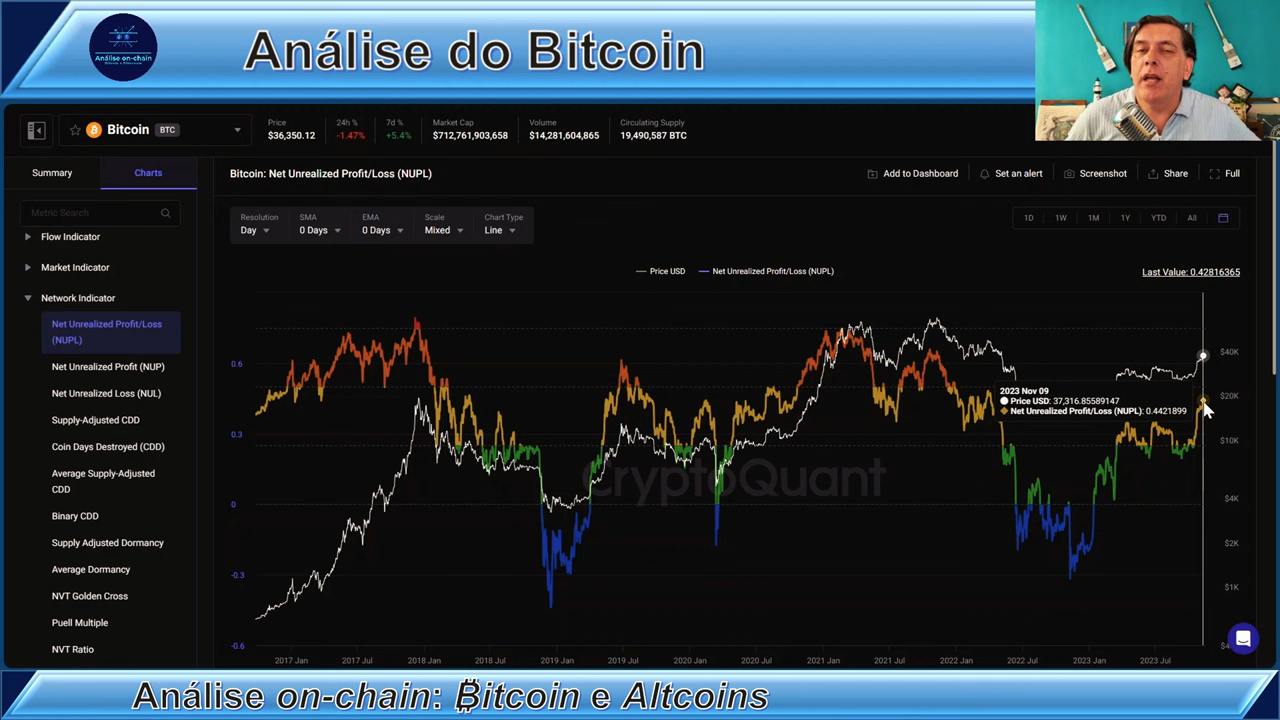 Análise do Bitcoin
Análise on-chain
Bitcoin BTC
Price
$36,350.12
24h %
-1.47%
7d %
+5.4%
Market Cap
$712,761,903,658
Volume
$14,281,604,865
Circulating Supply
19,490,587 BTC
Summary
Charts
Bitcoin: Net Unrealized Profit/Loss (NUPL)
Add to Dashboard
Set an alert
Screenshot
Share
Full
Metric Search
Flow Indicator
Market Indicator
Network Indicator
Net Unrealized Profit/Loss
(NUPL)
Net Unrealized Profit (NUP)
Net Unrealized Loss (NUL)
Supply-Adjusted CDD
Coin Days Destroyed (CDD)
Average Supply-Adjusted
CDD
Binary CDD
Supply Adjusted Dormancy
Average Dormancy
NVT Golden Cross
Puell Multiple
NVT Ratio
Resolution
Day
SMA
0 Days
EMA
0 Days
Scale
Mixed
Chart Type
Line
1D 1W 1M 1Y YTD All
Price USD
Net Unrealized Profit/Loss (NUPL)
Last Value: 0.42816365
0.6
0.3
0
-0.3
-0.6
$40K
$20K
$10K
$4K
$2K
$1K
2023 Nov 09
Price USD: 37,316.85589147
Net Unrealized Profit/Loss (NUPL): 0.4421899
CryptoQuant
2017 Jan 2017 Jul 2018 Jan 2018 Jul 2019 Jan 2019 Jul 2020 Jan 2020 Jul 2021 Jan 2021 Jul 2022 Jan 2022 Jul 2023 Jan 2023 Jul
Análise on-chain: ₿itcoin e Altcoins